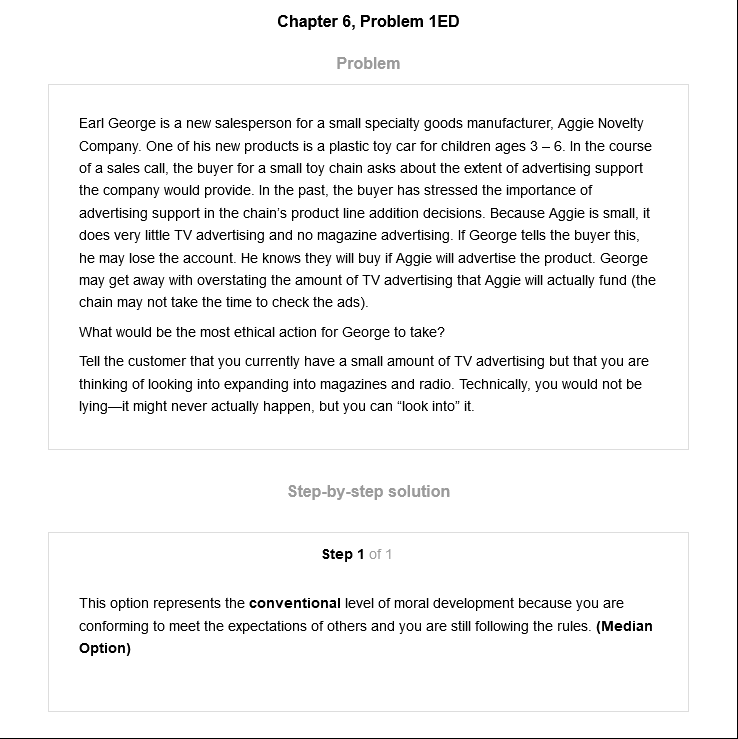 Chapter 6, Problem 1ED
Problem
Earl George is a new salesperson for a small specialty goods manufacturer, Aggie Novelty
Company. One of his new products is a plastic toy car for children ages 3 – 6. In the course
of a sales call, the buyer for a small toy chain asks about the extent of advertising support
the company would provide. In the past, the buyer has stressed the importance of
advertising support in the chain's product line addition decisions. Because Aggie is small, it
does very little TV advertising and no magazine advertising. If George tells the buyer this,
he may lose the account. He knows they will buy if Aggie will advertise the product. George
may get away with overstating the amount of TV advertising that Aggie will actually fund (the
chain may not take the time to check the ads).
What would be the most ethical action for George to take?
Tell the customer that you currently have a small amount of TV advertising but that you are
thinking of looking into expanding into magazines and radio. Technically, you would not be
lying—it might never actually happen, but you can “look into” it.
Step-by-step solution
Step 1 of 1
This option represents the conventional level of moral development because you are
conforming to meet the expectations of others and you are still following the rules. (Median
Option)